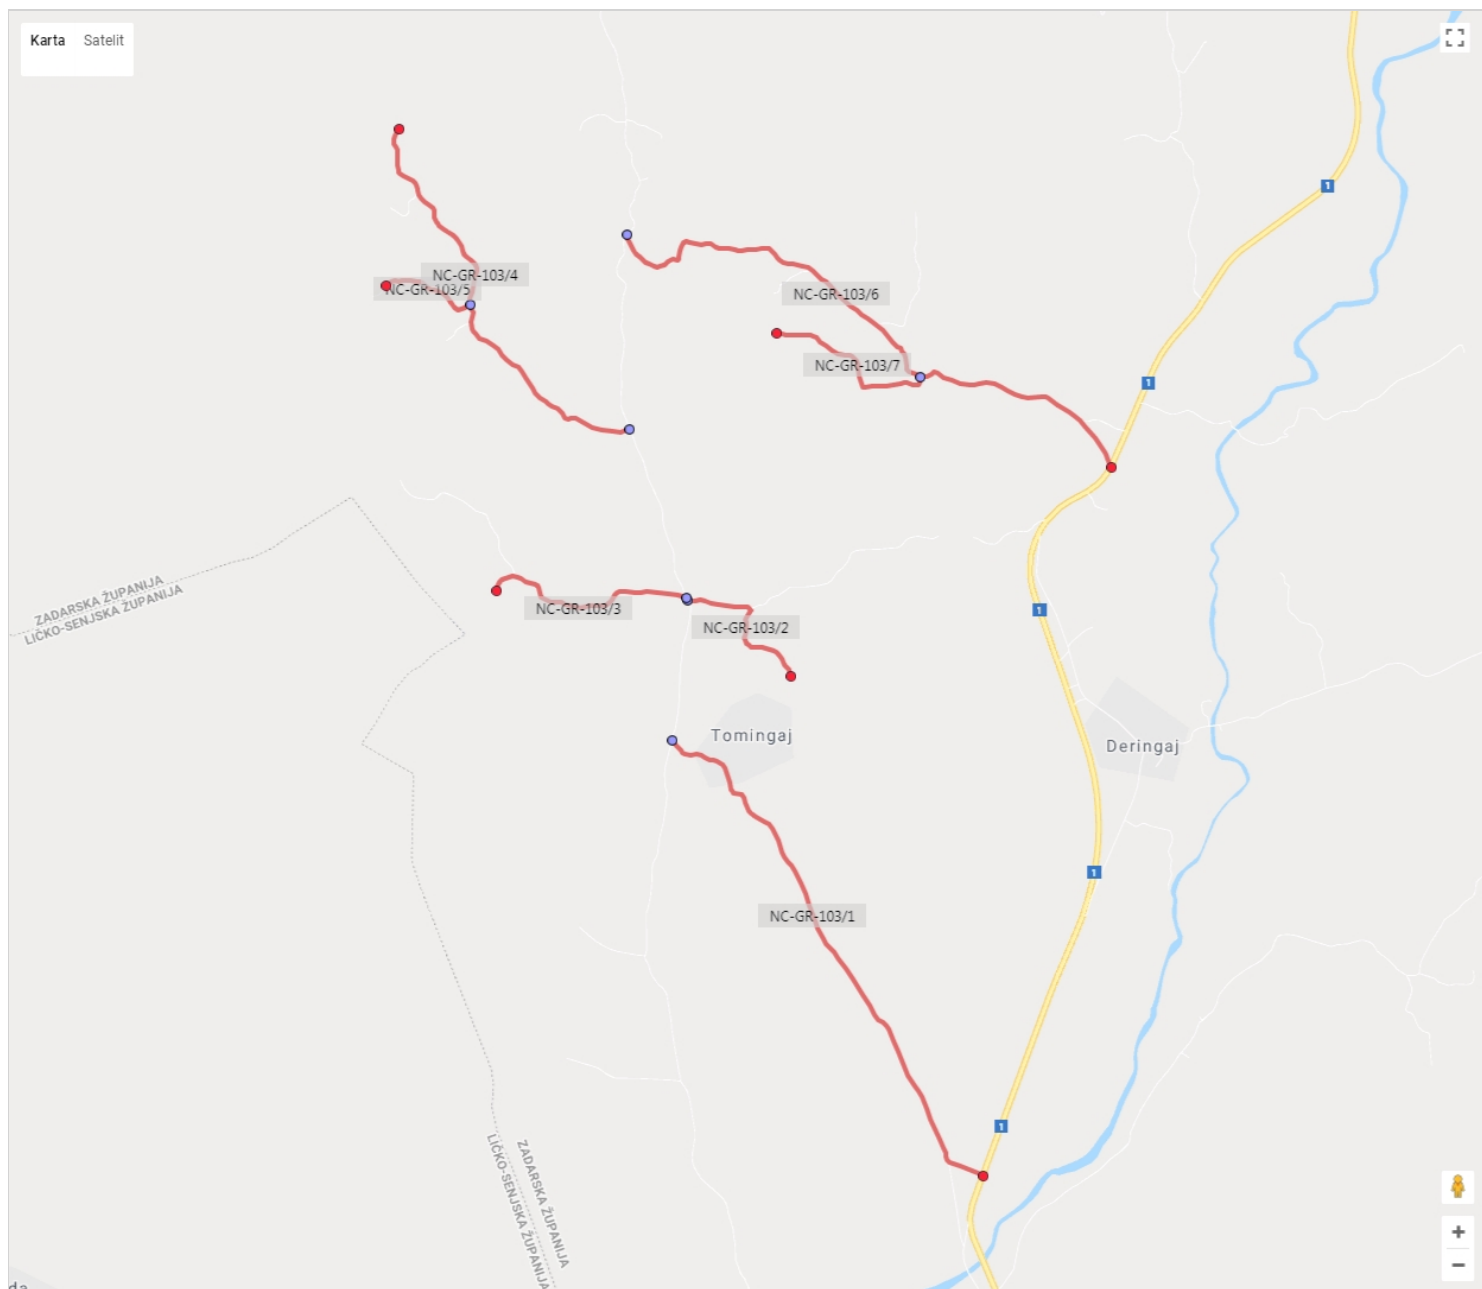 Karta Satelit
1
NC-GR-103/4
NC-GR-103/5
NC-GR-103/6
NC-GR-103/7
1
ZADARSKA ŽUPANIJA
LIČKO-SENJSKA ŽUPANIJA
NC-GR-103/3
1
NC-GR-103/2
Tomingaj
Deringaj
1
NC-GR-103/1
1
LIČKO-SENJSKA ŽUPANIJA
ZADARSKA ŽUPANIJA
+
−